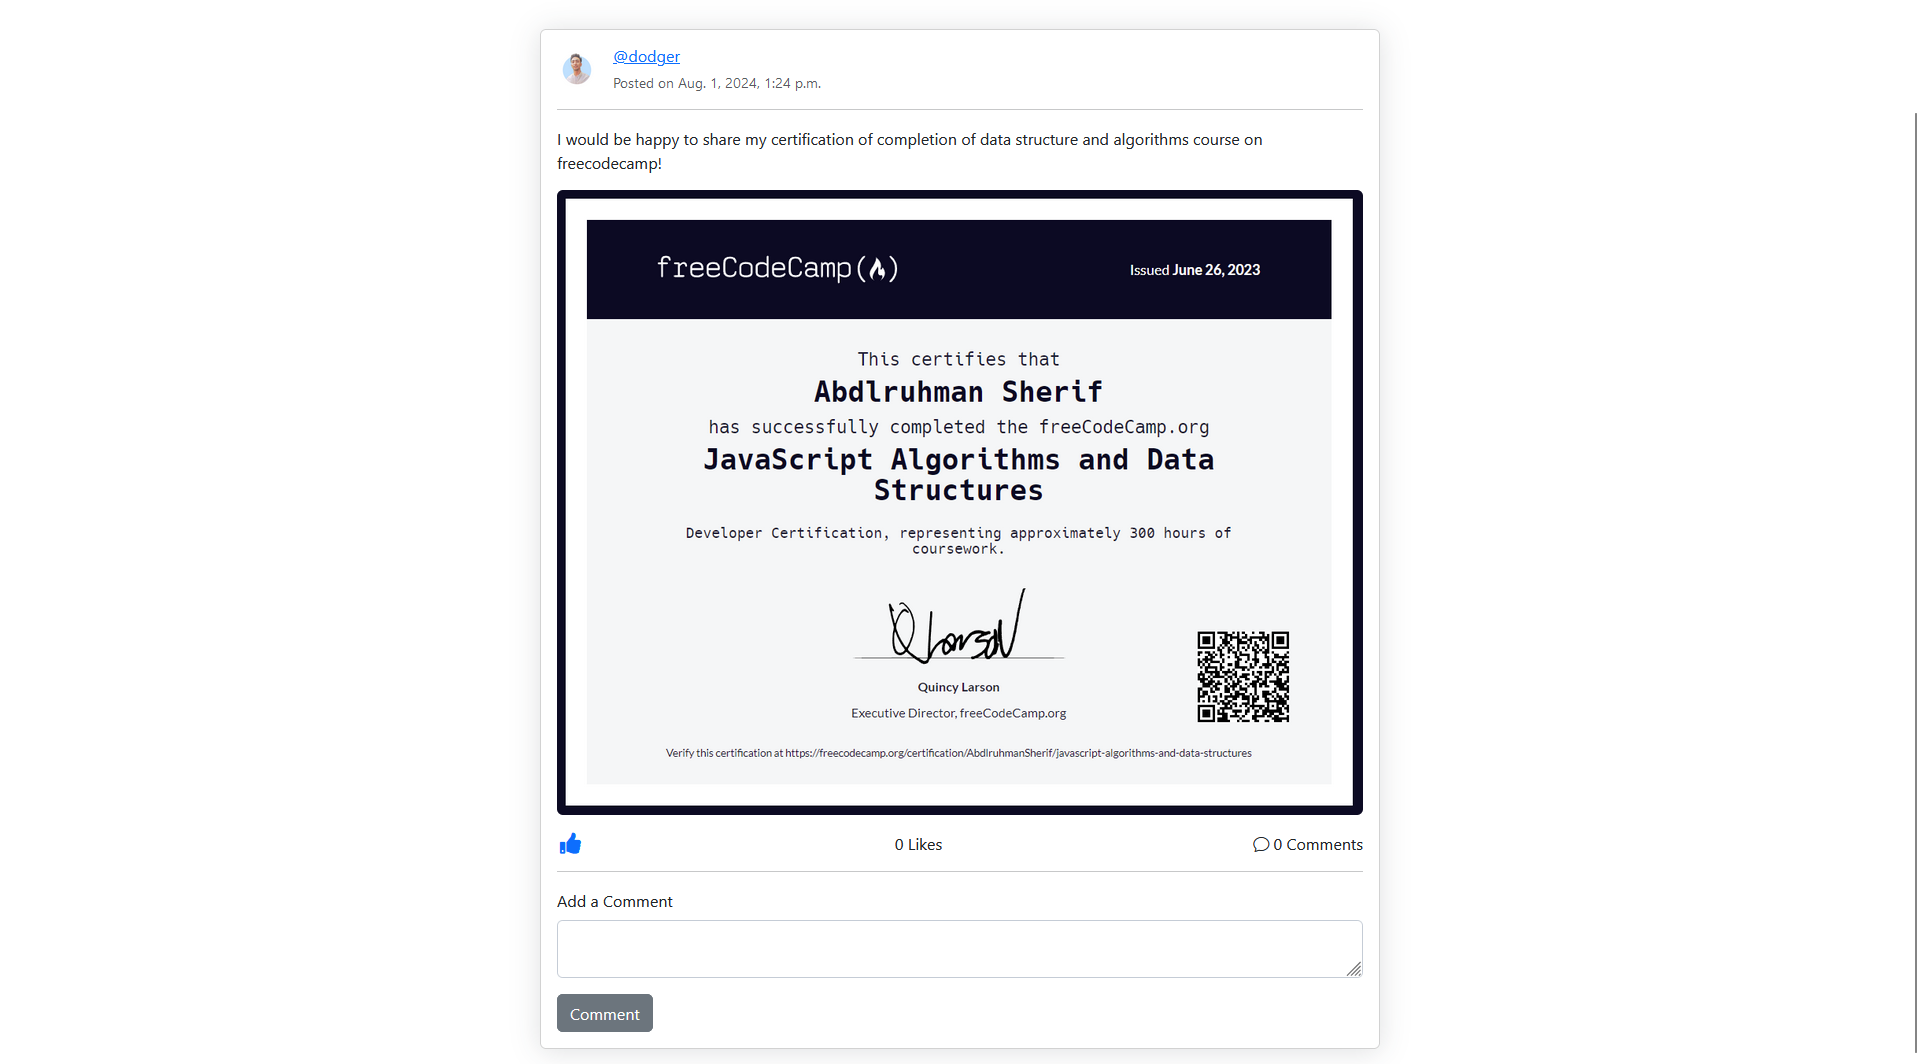 @dodger
Posted on Aug. 1, 2024, 1:24 p.m.
I would be happy to share my certification of completion of data structure and algorithms course on
freecodecamp!
freeCodeCamp(🔥)
Issued June 26, 2023
This certifies that
Abdlruhman Sherif
has successfully completed the freeCodeCamp.org
JavaScript Algorithms and Data
Structures
Developer Certification, representing approximately 300 hours of
coursework.
Q Larson
Quincy Larson
Executive Director, freeCodeCamp.org
Verify this certification at https://freecodecamp.org/certification/AbdlruhmanSherif/javascript-algorithms-and-data-structures
0 Likes
0 Comments
Add a Comment
Comment